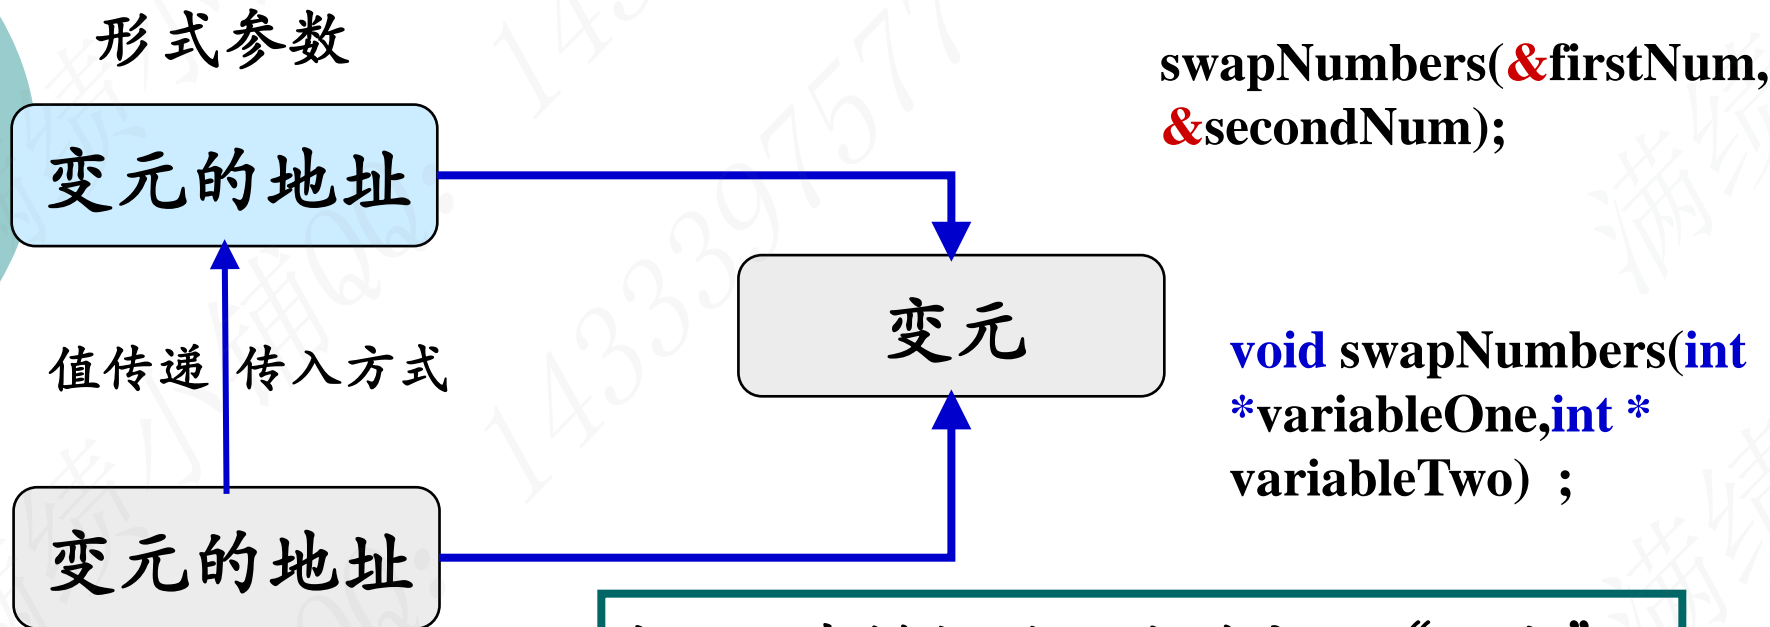 形式参数
swapNumbers(&firstNum,
&secondNum);
变元的地址
变元
值传递 传入方式
void swapNumbers(int
*variableOne,int *
variableTwo) ;
变元的地址